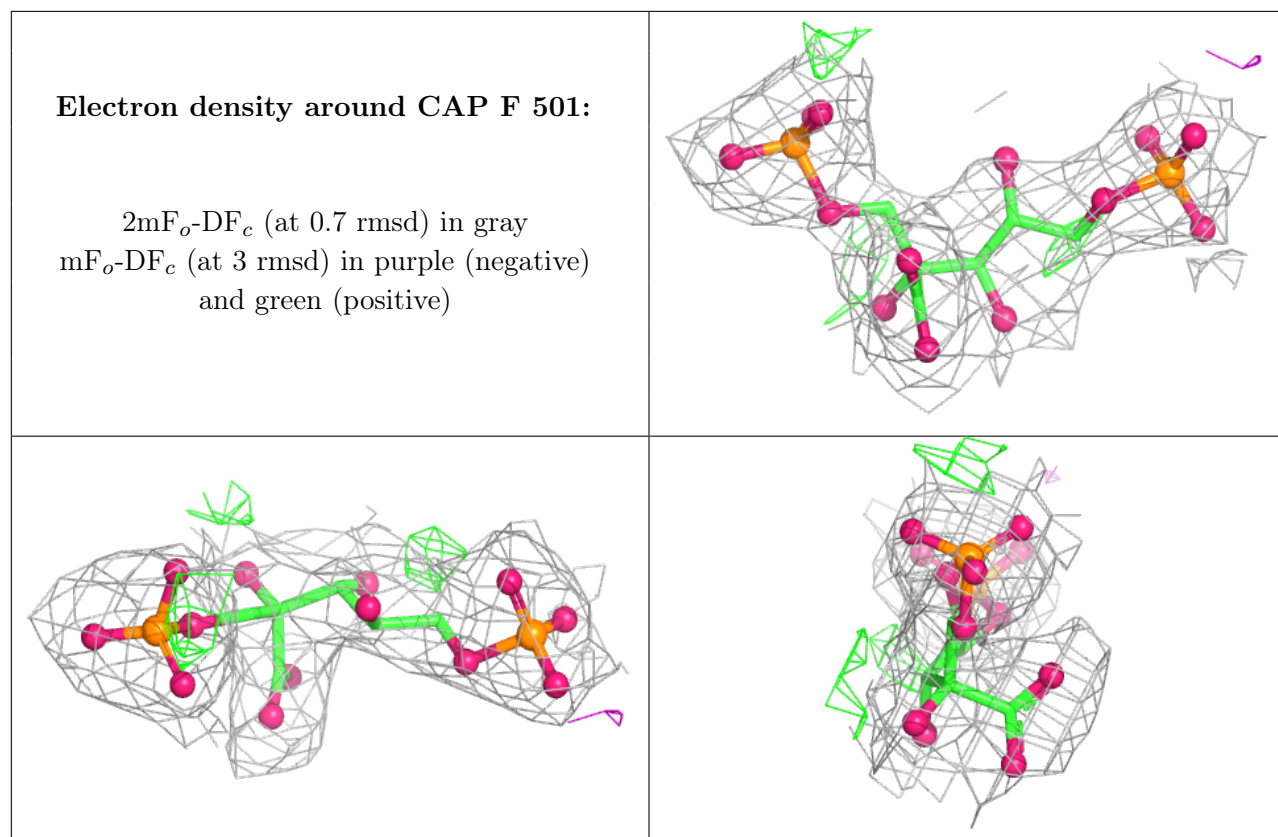 Electron density around CAP F 501:
2mFo-DFc (at 0.7 rmsd) in gray
mFo-DFc (at 3 rmsd) in purple (negative)
and green (positive)